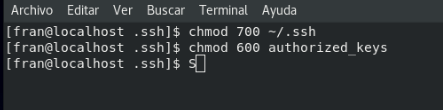 Archivo Editar Ver Buscar Terminal Ayuda
[fran@localhost .ssh]$ chmod 700 ~/.ssh
[fran@localhost .ssh]$ chmod 600 authorized_keys
[fran@localhost .ssh]$ S